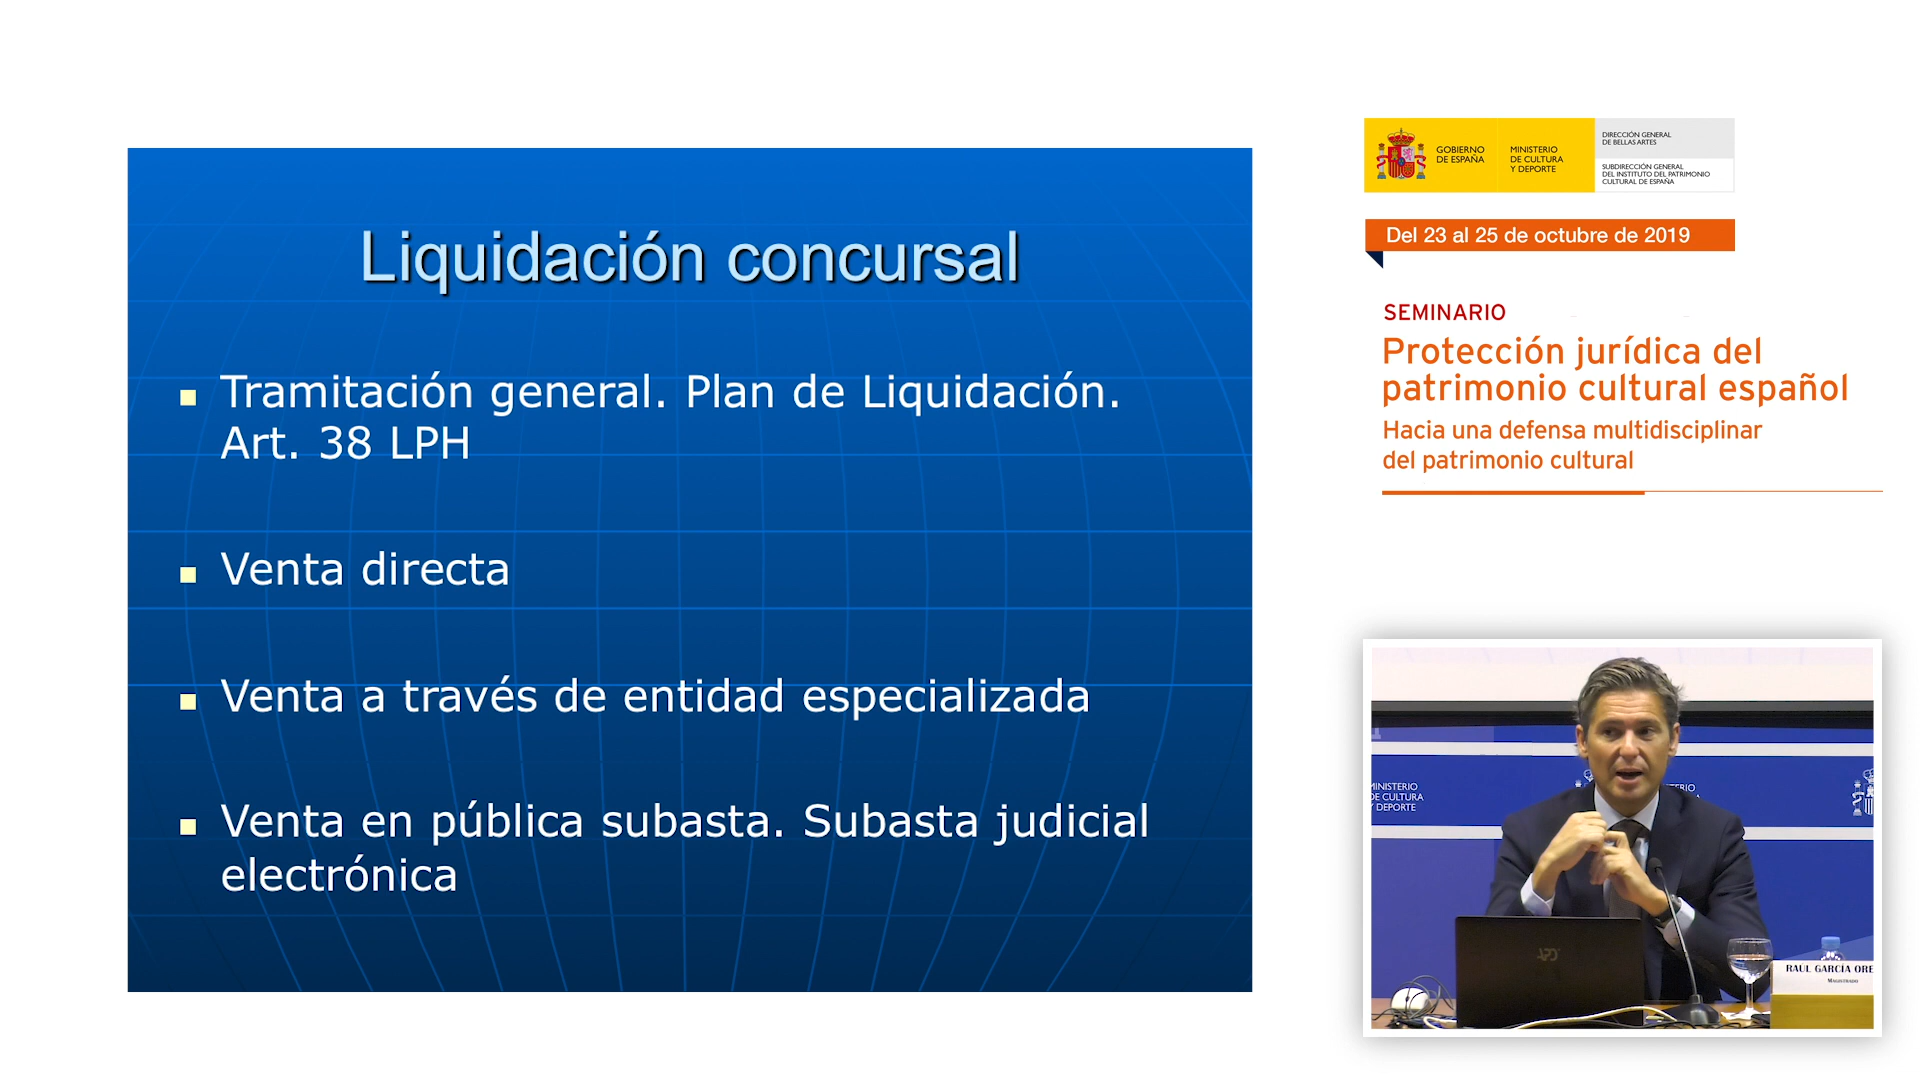 Liquidación concursal
Tramitación general. Plan de Liquidación.
Art. 38 LPH
Venta directa
Venta a través de entidad especializada
Venta en pública subasta. Subasta judicial
electrónica
GOBIERNO
DE ESPAÑA
MINISTERIO
DE CULTURA
Y DEPORTE
DIRECCIÓN GENERAL
DE BELLAS ARTES
SUBDIRECCIÓN GENERAL
DEL INSTITUTO DEL PATRIMONIO
CULTURAL DE ESPAÑA
Del 23 al 25 de octubre de 2019
SEMINARIO
Protección jurídica del
patrimonio cultural español
Hacia una defensa multidisciplinar
del patrimonio cultural
MINISTERIO
DE CULTURA
Y DEPORTE
RAUL GARCÍA ORE
MAGISTRADO